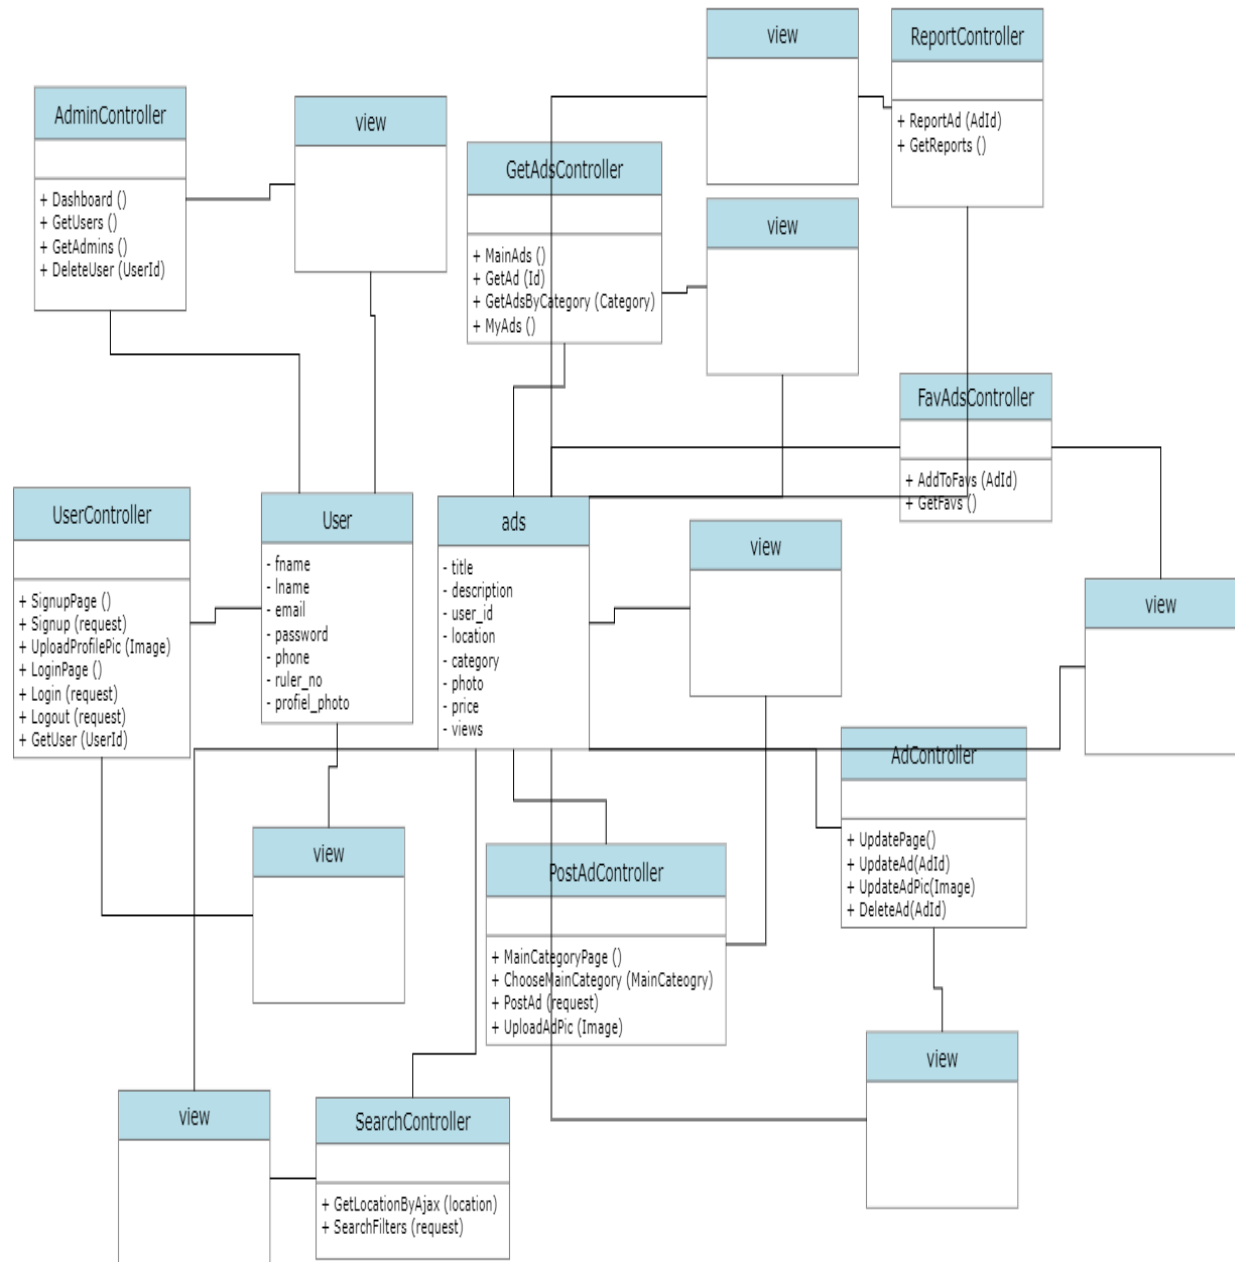 view
ReportController
+ ReportAd (AdId)
+ GetReports ()
AdminController
+ Dashboard ()
+ GetUsers ()
+ GetAdmins ()
+ DeleteUser (UserId)
view
GetAdsController
+ MainAds ()
+ GetAd (Id)
+ GetAdsByCategory (Category)
+ MyAds ()
view
FavAdsController
+ AddToFavs (AdId)
+ GetFavs ()
UserController
+ SignupPage ()
+ Signup (request)
+ UploadProfilePic (Image)
+ LoginPage ()
+ Login (request)
+ Logout (request)
+ GetUser (UserId)
User
- fname
- lname
- email
- password
- phone
- ruler_no
- profiel_photo
ads
- title
- description
- user_id
- location
- category
- photo
- price
- views
view
view
AdController
+ UpdatePage()
+ UpdateAd(AdId)
+ UpdateAdPic(Image)
+ DeleteAd(AdId)
view
PostAdController
+ MainCategoryPage ()
+ ChooseMainCategory (MainCateogry)
+ PostAd (request)
+ UploadAdPic (Image)
view
view
SearchController
+ GetLocationByAjax (location)
+ SearchFilters (request)